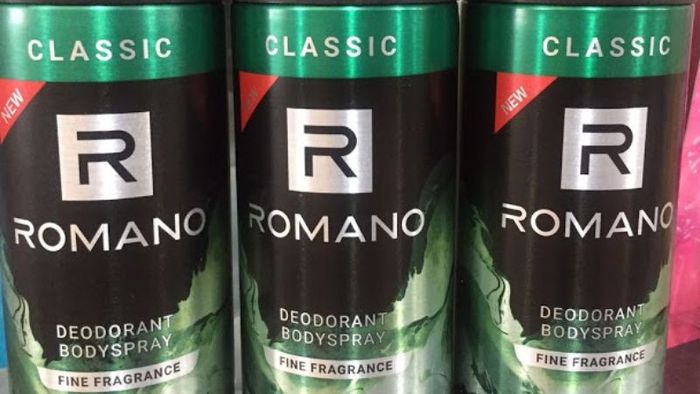 CLASSIC
NEW
R
ROMANO
DEODORANT
BODYSPRAY
FINE FRAGRANCE
CLASSIC
R
ROMANO
DEODORANT
BODYSPRAY
FINE FRAGRANCE
CLASSIC
NEW
R
ROMANO
DEODORANT
BODYSPRAY
FINE FRAGRANCE